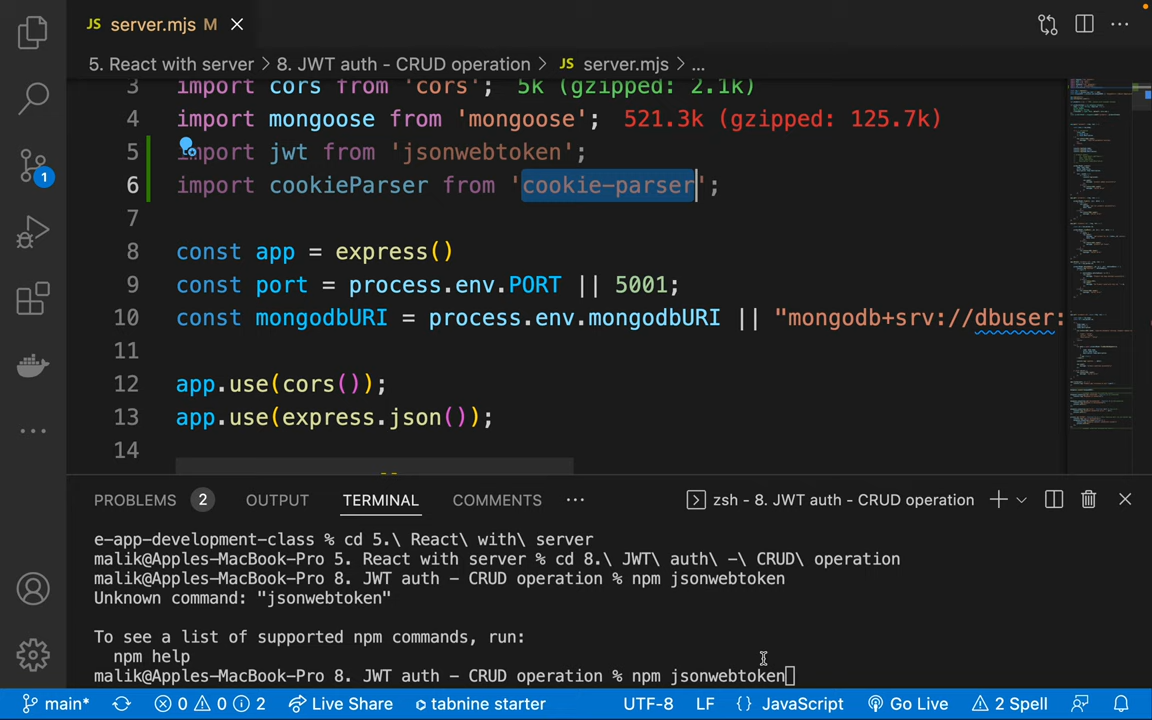 JS server.mjs M
5. React with server > 8. JWT auth - CRUD operation > JS server.mjs > ...
3 import cors from 'cors'; 5k (gzipped: 2.1k)
4 import mongoose from 'mongoose'; 521.3k (gzipped: 125.7k)
5 import jwt from 'jsonwebtoken';
6 import cookieParser from 'cookie-parser';
7
8 const app = express()
9 const port = process.env.PORT || 5001;
10 const mongodbURI = process.env.mongodbURI || "mongodb+srv://dbuser:
11
12 app.use(cors());
13 app.use(express.json());
14
1
PROBLEMS 2 OUTPUT TERMINAL COMMENTS ... zsh - 8. JWT auth - CRUD operation
e-app-development-class % cd 5.\ React\ with\ server
malik@Apples-MacBook-Pro 5. React with server % cd 8.\ JWT\ auth\ -\ CRUD\ operation
malik@Apples-MacBook-Pro 8. JWT auth - CRUD operation % npm jsonwebtoken
Unknown command: "jsonwebtoken"
To see a list of supported npm commands, run:
npm help
malik@Apples-MacBook-Pro 8. JWT auth - CRUD operation % npm jsonwebtoken
main* 0 0 2 Live Share tabnine starter UTF-8 LF {} JavaScript Go Live 2 Spell